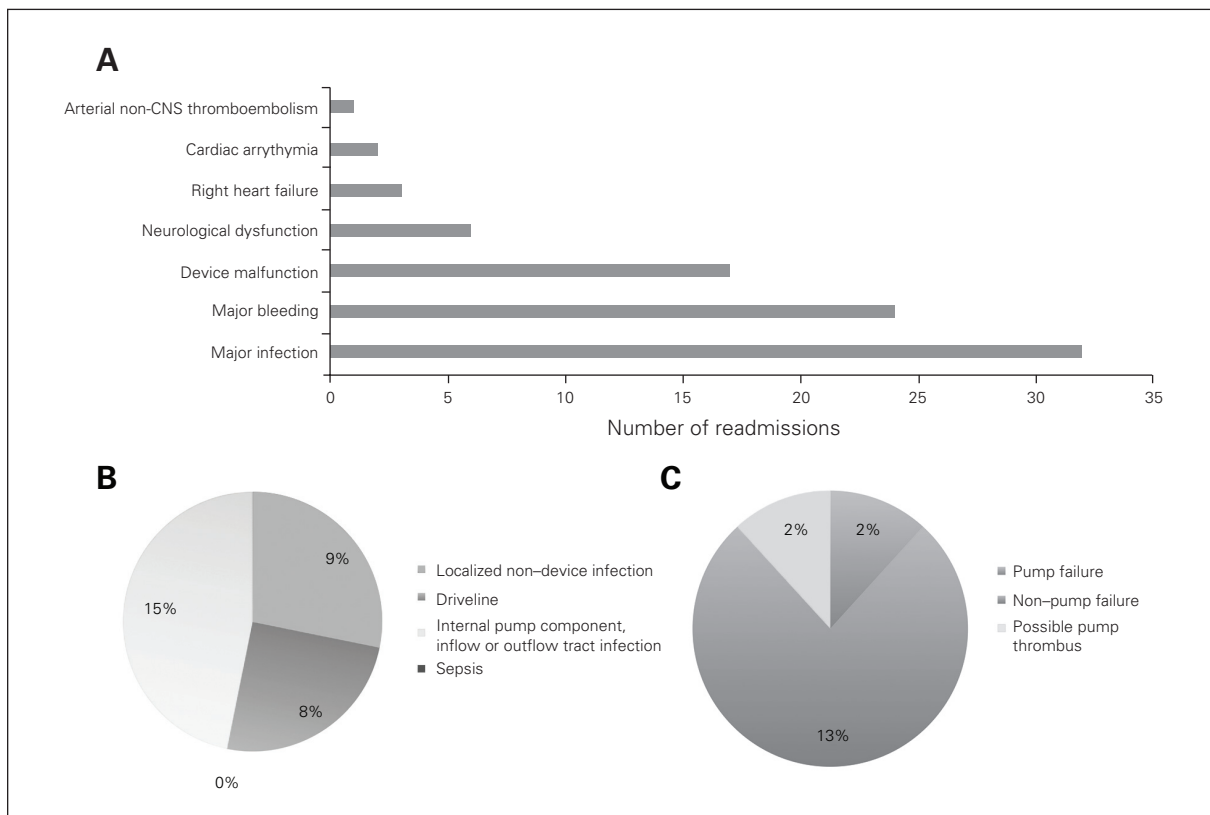 A
Arterial non-CNS thromboembolism
Cardiac arrythymia
Right heart failure
Neurological dysfunction
Device malfunction
Major bleeding
Major infection
0 5 10 15 20 25 30 35
Number of readmissions
B
9%
15%
8%
0%
Localized non–device infection
Driveline
Internal pump component,
inflow or outflow tract infection
Sepsis
C
2% 2%
13%
Pump failure
Non–pump failure
Possible pump
thrombus